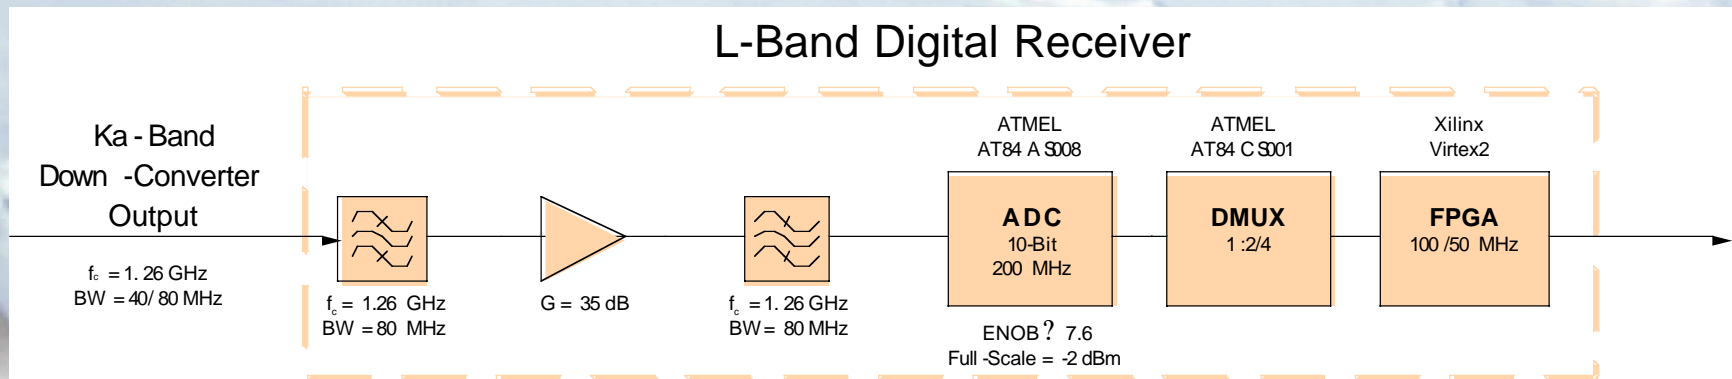 L-Band Digital Receiver
Ka-Band
Down -Converter
Output
fc = 1. 26 GHz
BW = 40/ 80 MHz
fc = 1.26 GHz
BW = 80 MHz
G = 35 dB
fc = 1. 26 GHz
BW = 80 MHz
ATMEL
AT84 A S008
ADC
10-Bit
200 MHz
ENOB? 7.6
Full -Scale = -2 dBm
ATMEL
AT84 C S001
DMUX
1 :2/4
Xilinx
Virtex2
FPGA
100 /50 MHz